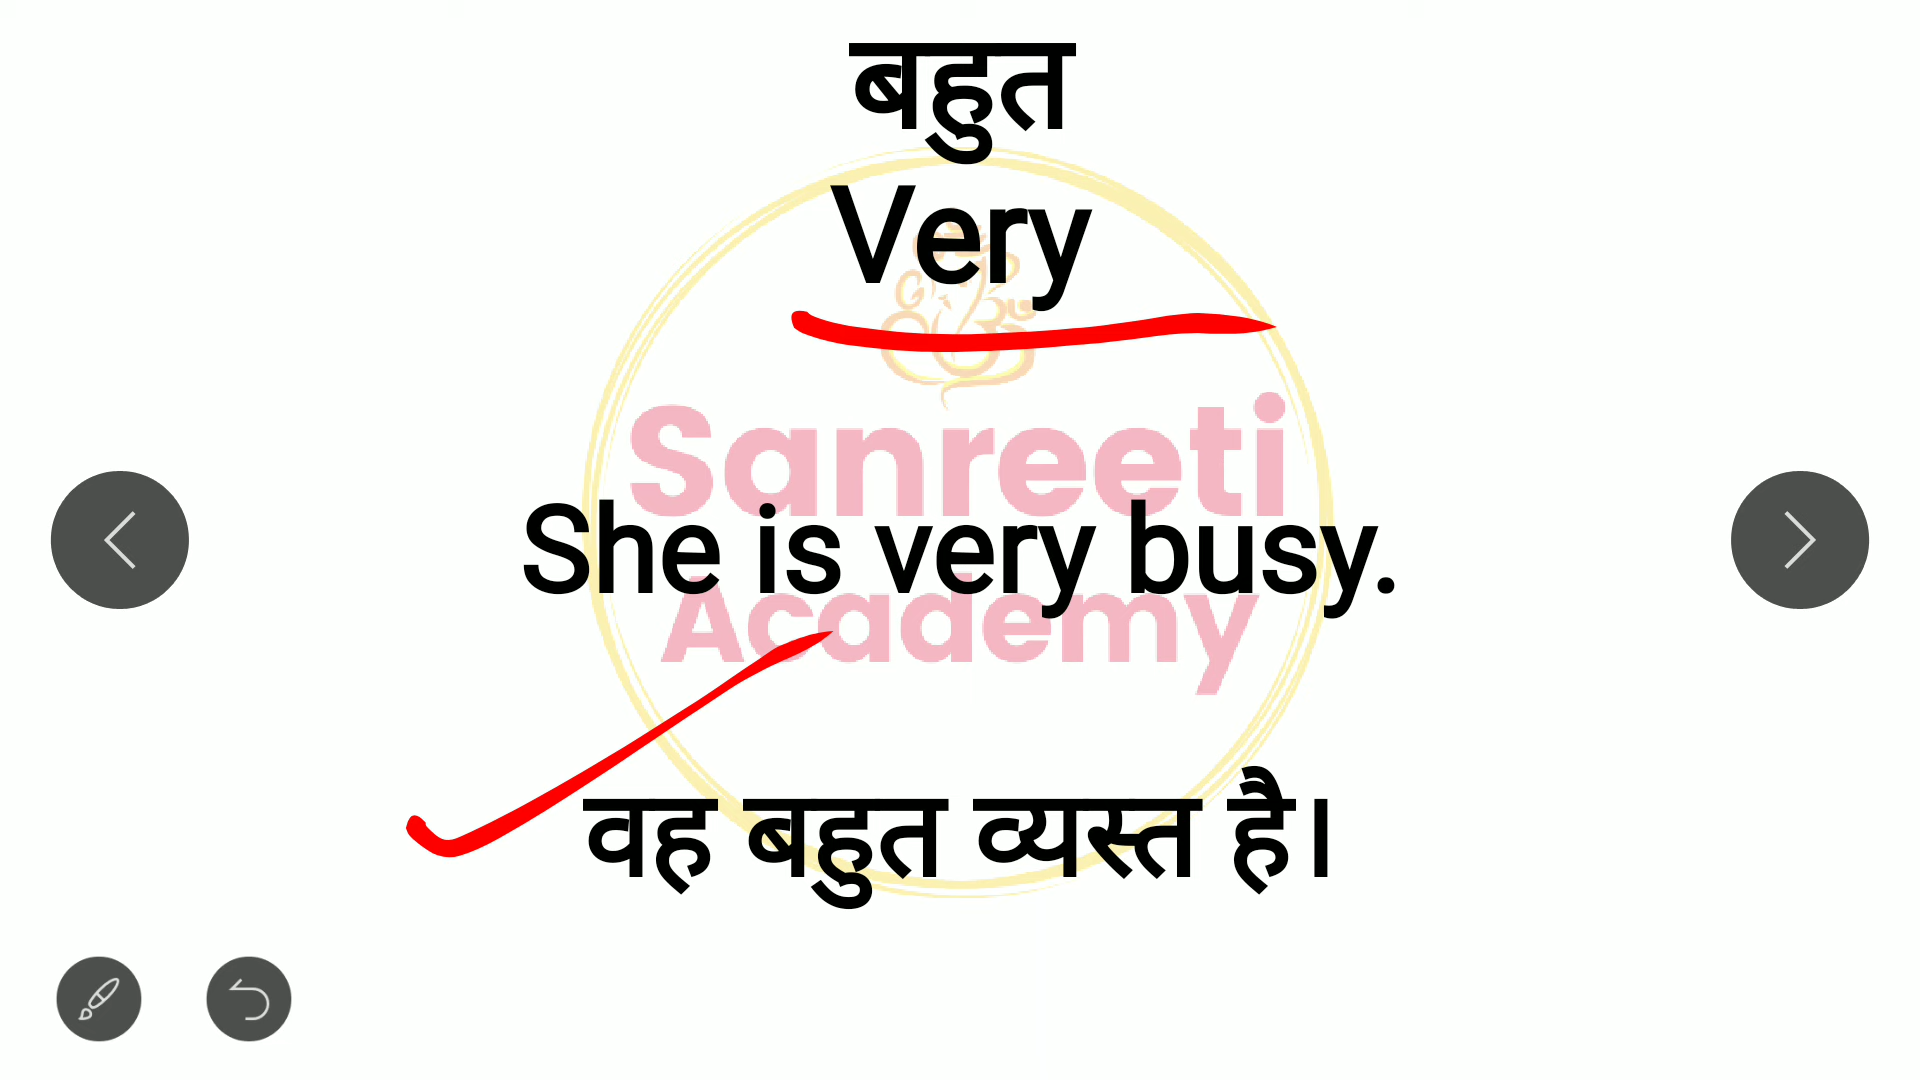 बहुत
Very
Sanreeti
She is very busy.
Academy
वह बहुत व्यस्त है।